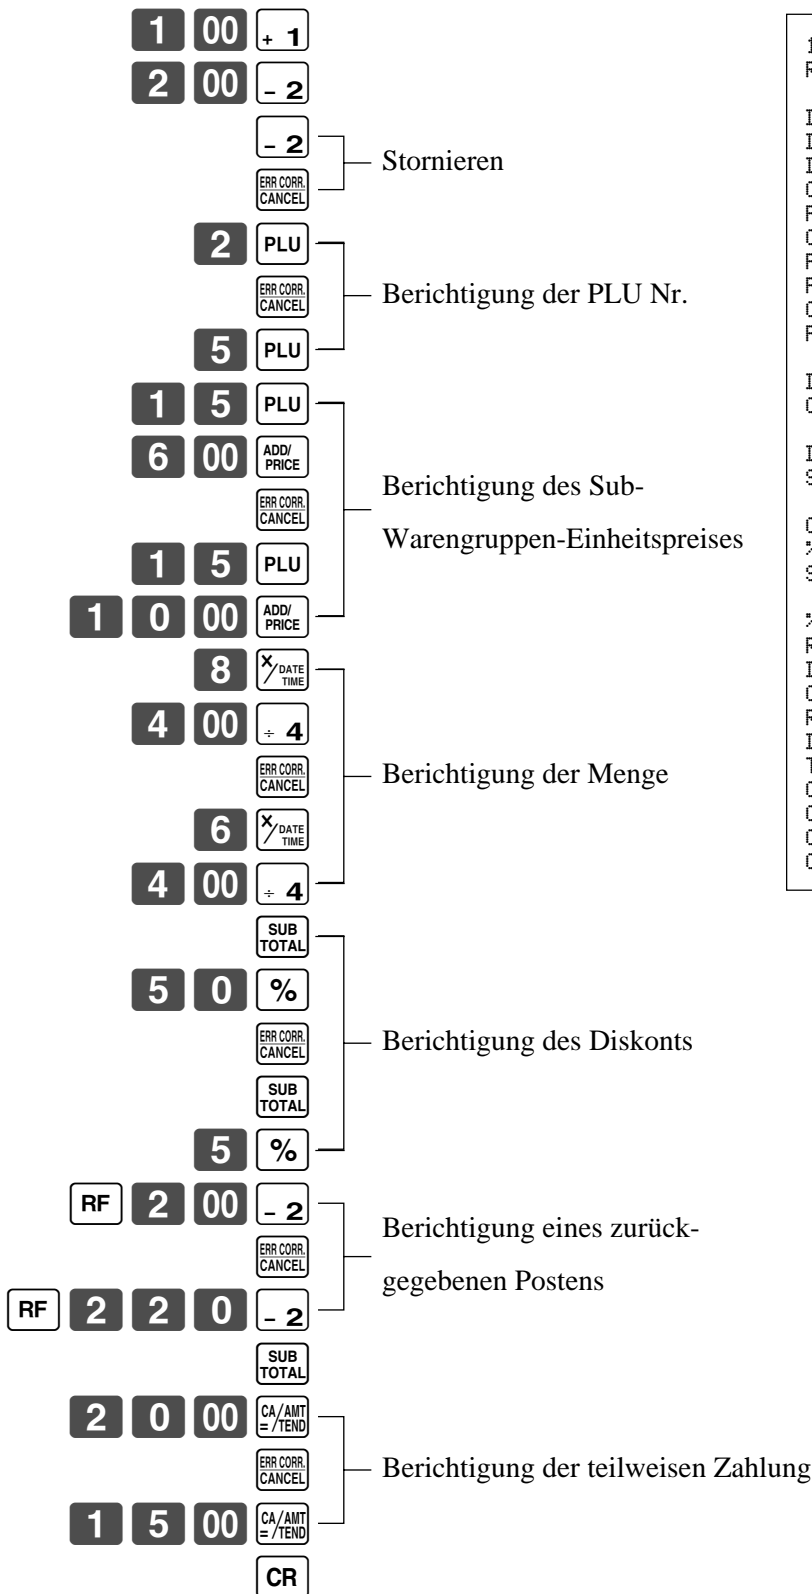 1 00 + 1
2 00 - 2
- 2
ERR CORR. CANCEL
Stornieren
2 PLU
ERR CORR. CANCEL
5 PLU
Berichtigung der PLU Nr.
1 5 PLU
6 00 ADD/ PRICE
ERR CORR. CANCEL
1 5 PLU
1 0 00 ADD/ PRICE
Berichtigung des Sub-
Warengruppen-Einheitspreises
8 X/DATE TIME
4 00 ÷ 4
ERR CORR. CANCEL
6 X/DATE TIME
4 00 ÷ 4
Berichtigung der Menge
SUB TOTAL
5 0 %
ERR CORR. CANCEL
SUB TOTAL
5 %
Berichtigung des Diskonts
RF 2 00 - 2
ERR CORR. CANCEL
RF 2 2 0 - 2
Berichtigung eines zurück-
gegebenen Postens
SUB TOTAL
2 0 00 CA/AMT = /TEND
ERR CORR. CANCEL
1 5 00 CA/AMT = /TEND
Berichtigung der teilweisen Zahlung
CR